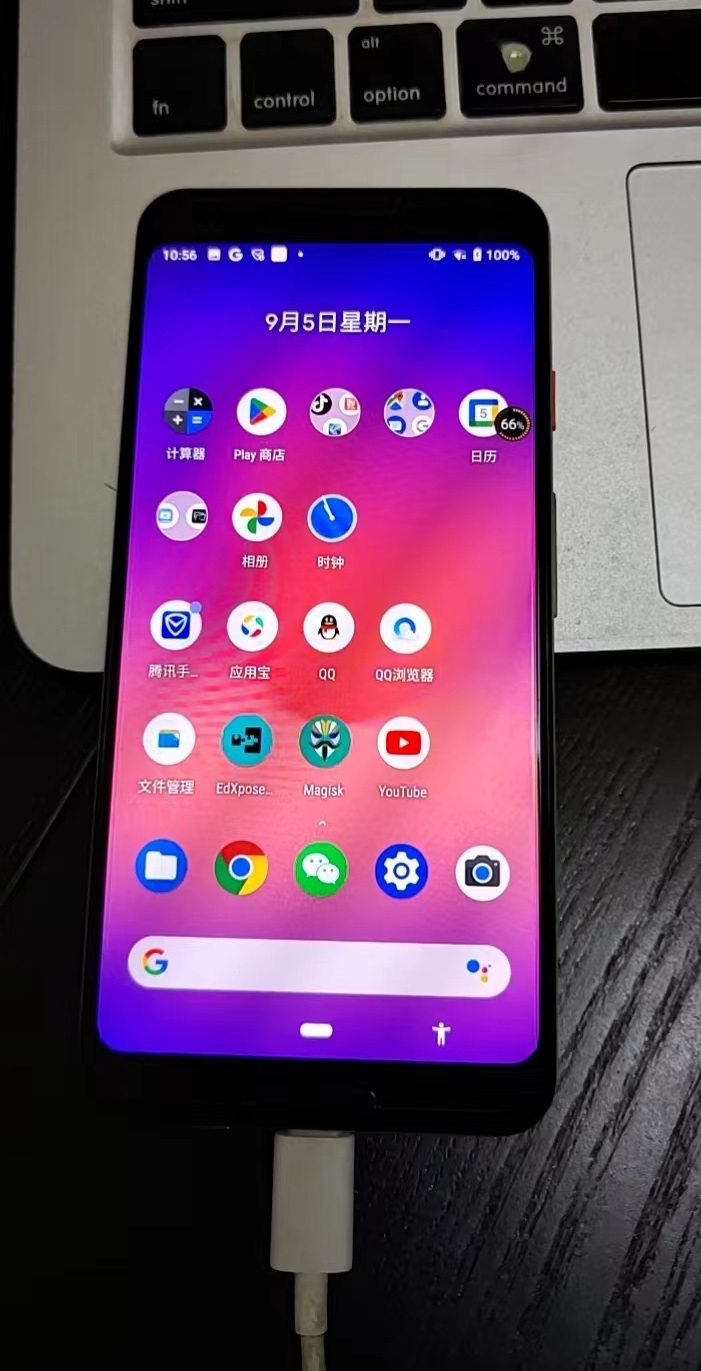 shift
fn
control
alt
option
⌘
command
10:56
100%
9月5日星期一
5
66%
计算器
Play 商店
日历
相册
时钟
腾讯手…
应用宝
QQ
QQ浏览器
文件管理
EdXpose…
Magisk
YouTube